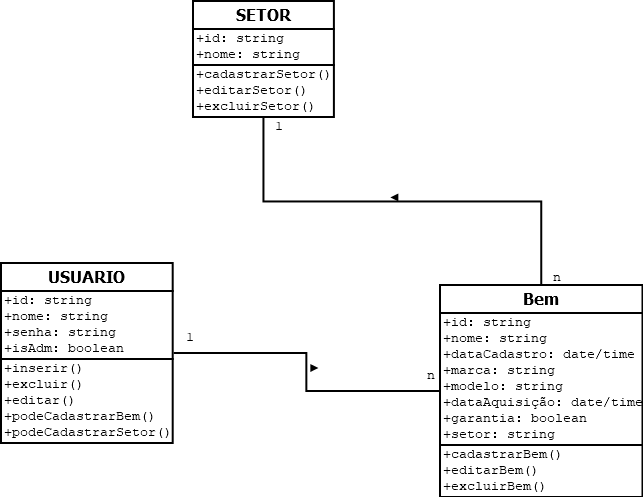 SETOR
+id: string
+nome: string
+cadastrarSetor()
+editarSetor()
+excluirSetor()
1
n
USUARIO
+id: string
+nome: string
+senha: string
+isAdm: boolean
+inserir()
+excluir()
+editar()
+podeCadastrarBem()
+podeCadastrarSetor()
1
n
Bem
+id: string
+nome: string
+dataCadastro: date/time
+marca: string
+modelo: string
+dataAquisição: date/time
+garantia: boolean
+setor: string
+cadastrarBem()
+editarBem()
+excluirBem()